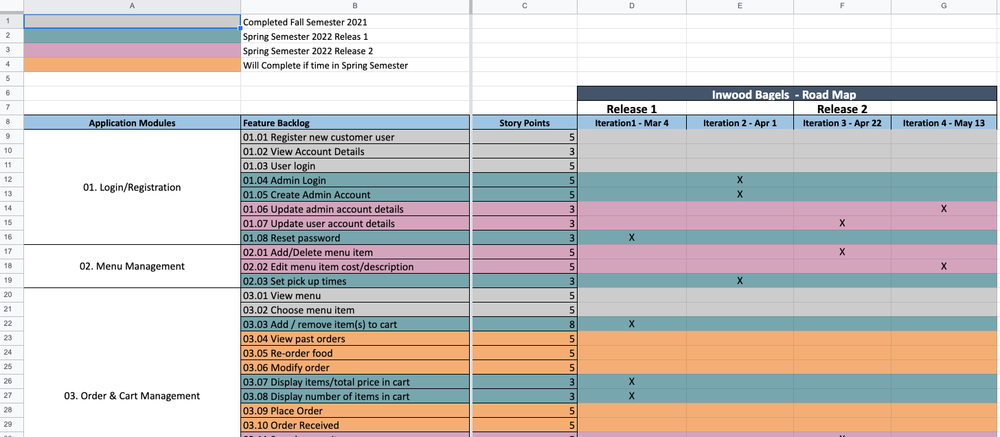 A B C D E F G
1 Completed Fall Semester 2021
2 Spring Semester 2022 Releas 1
3 Spring Semester 2022 Release 2
4 Will Complete if time in Spring Semester
5
6 Inwood Bagels - Road Map
7 Release 1 Release 2
8 Application Modules Feature Backlog Story Points Iteration1 - Mar 4 Iteration 2 - Apr 1 Iteration 3 - Apr 22 Iteration 4 - May 13
9 01.01 Register new customer user 5
10 01.02 View Account Details 3
11 01.03 User login 5
12 01.04 Admin Login 5 X
01. Login/Registration
13 01.05 Create Admin Account 5 X
14 01.06 Update admin account details 3 X
15 01.07 Update user account details 3 X
16 01.08 Reset password 3 X
17 02.01 Add/Delete menu item 5 X
18 02. Menu Management 02.02 Edit menu item cost/description 5 X
19 02.03 Set pick up times 3 X
20 03.01 View menu 5
21 03.02 Choose menu item 5
22 03.03 Add / remove item(s) to cart 8 X
23 03.04 View past orders 5
24 03.05 Re-order food 5
25 03.06 Modify order 5
26 03.07 Display items/total price in cart 3 X
27 03. Order & Cart Management 03.08 Display number of items in cart 3 X
28 03.09 Place Order 5
29 03.10 Order Received 5